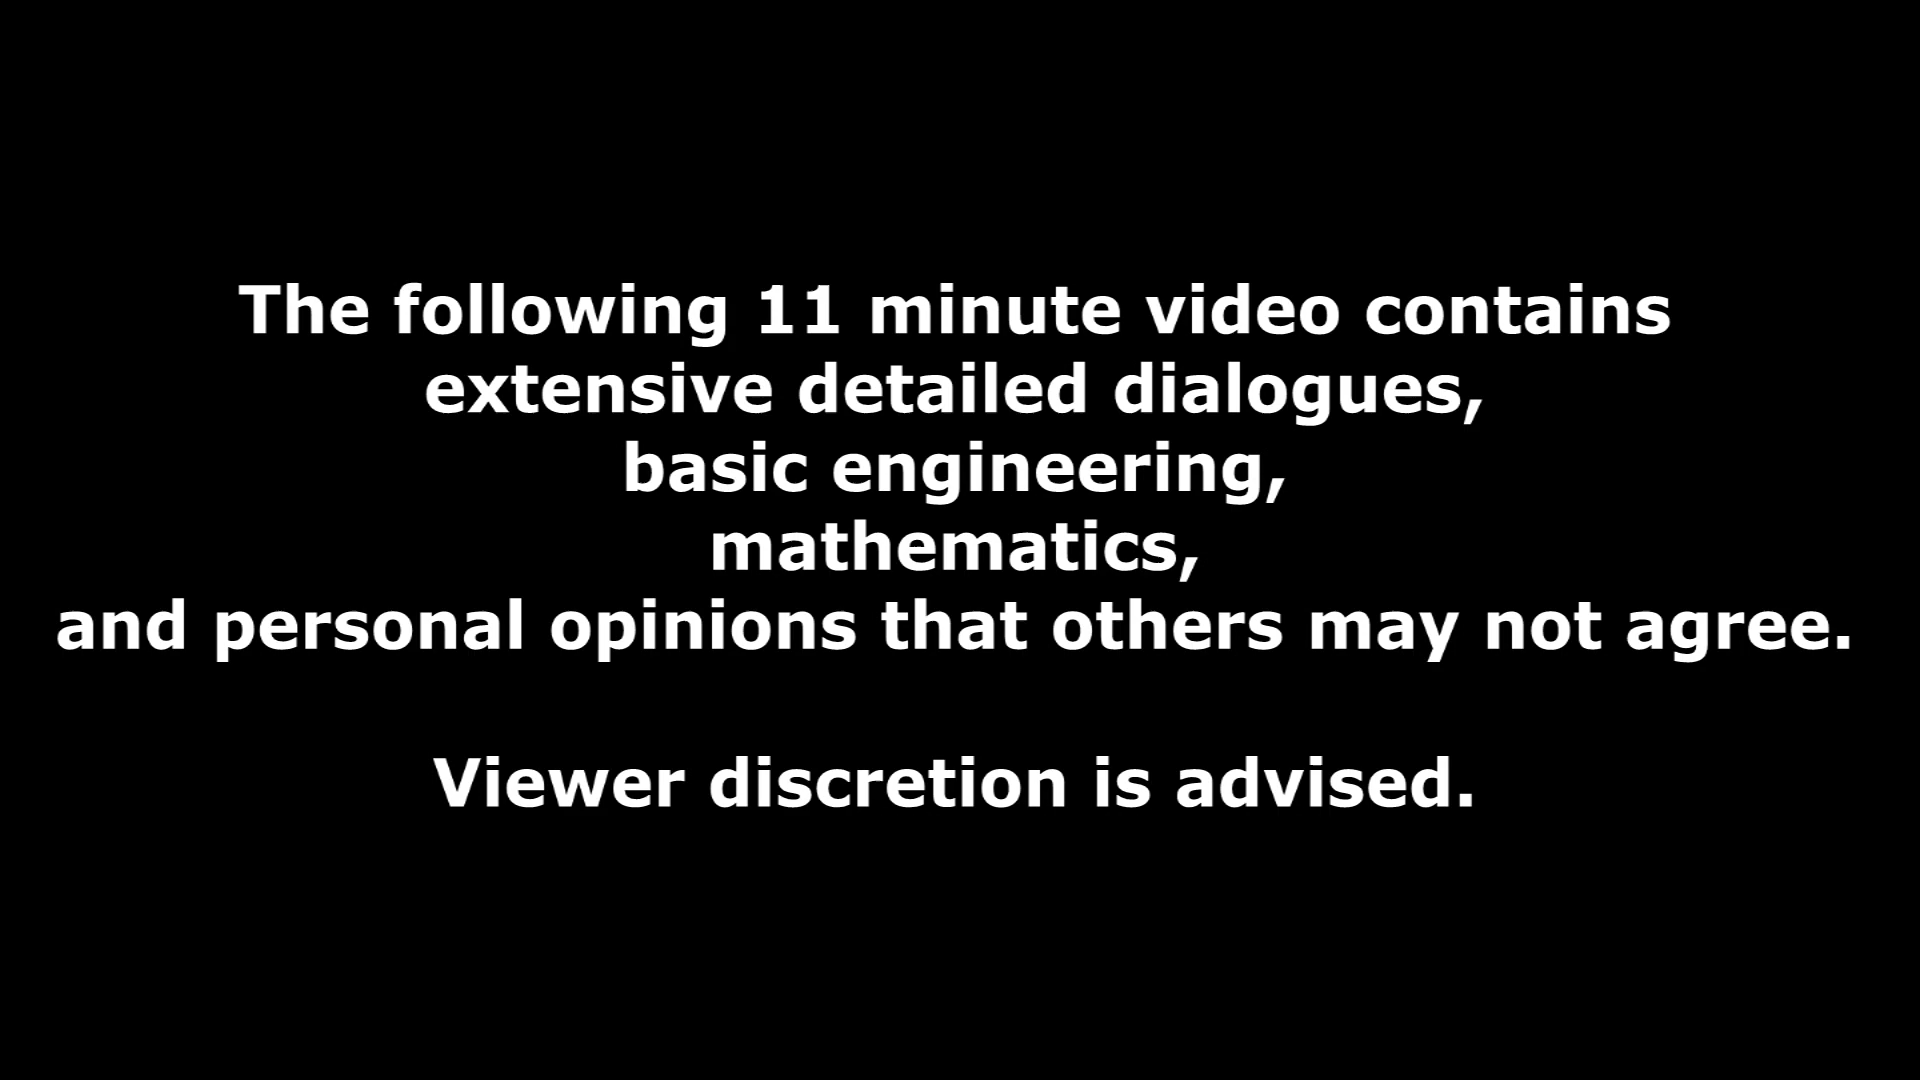 The following 11 minute video contains
extensive detailed dialogues,
basic engineering,
mathematics,
and personal opinions that others may not agree.
Viewer discretion is advised.